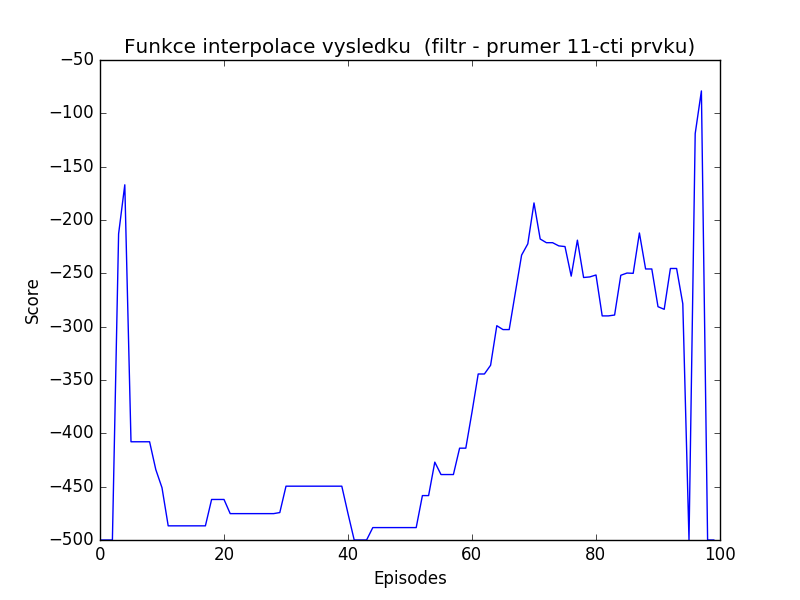 Funkce interpolace vysledku  (filtr - prumer 11-cti prvku)
−50
−100
−150
−200
−250
−300
−350
−400
−450
−500
Score
0 20 40 60 80 100
Episodes